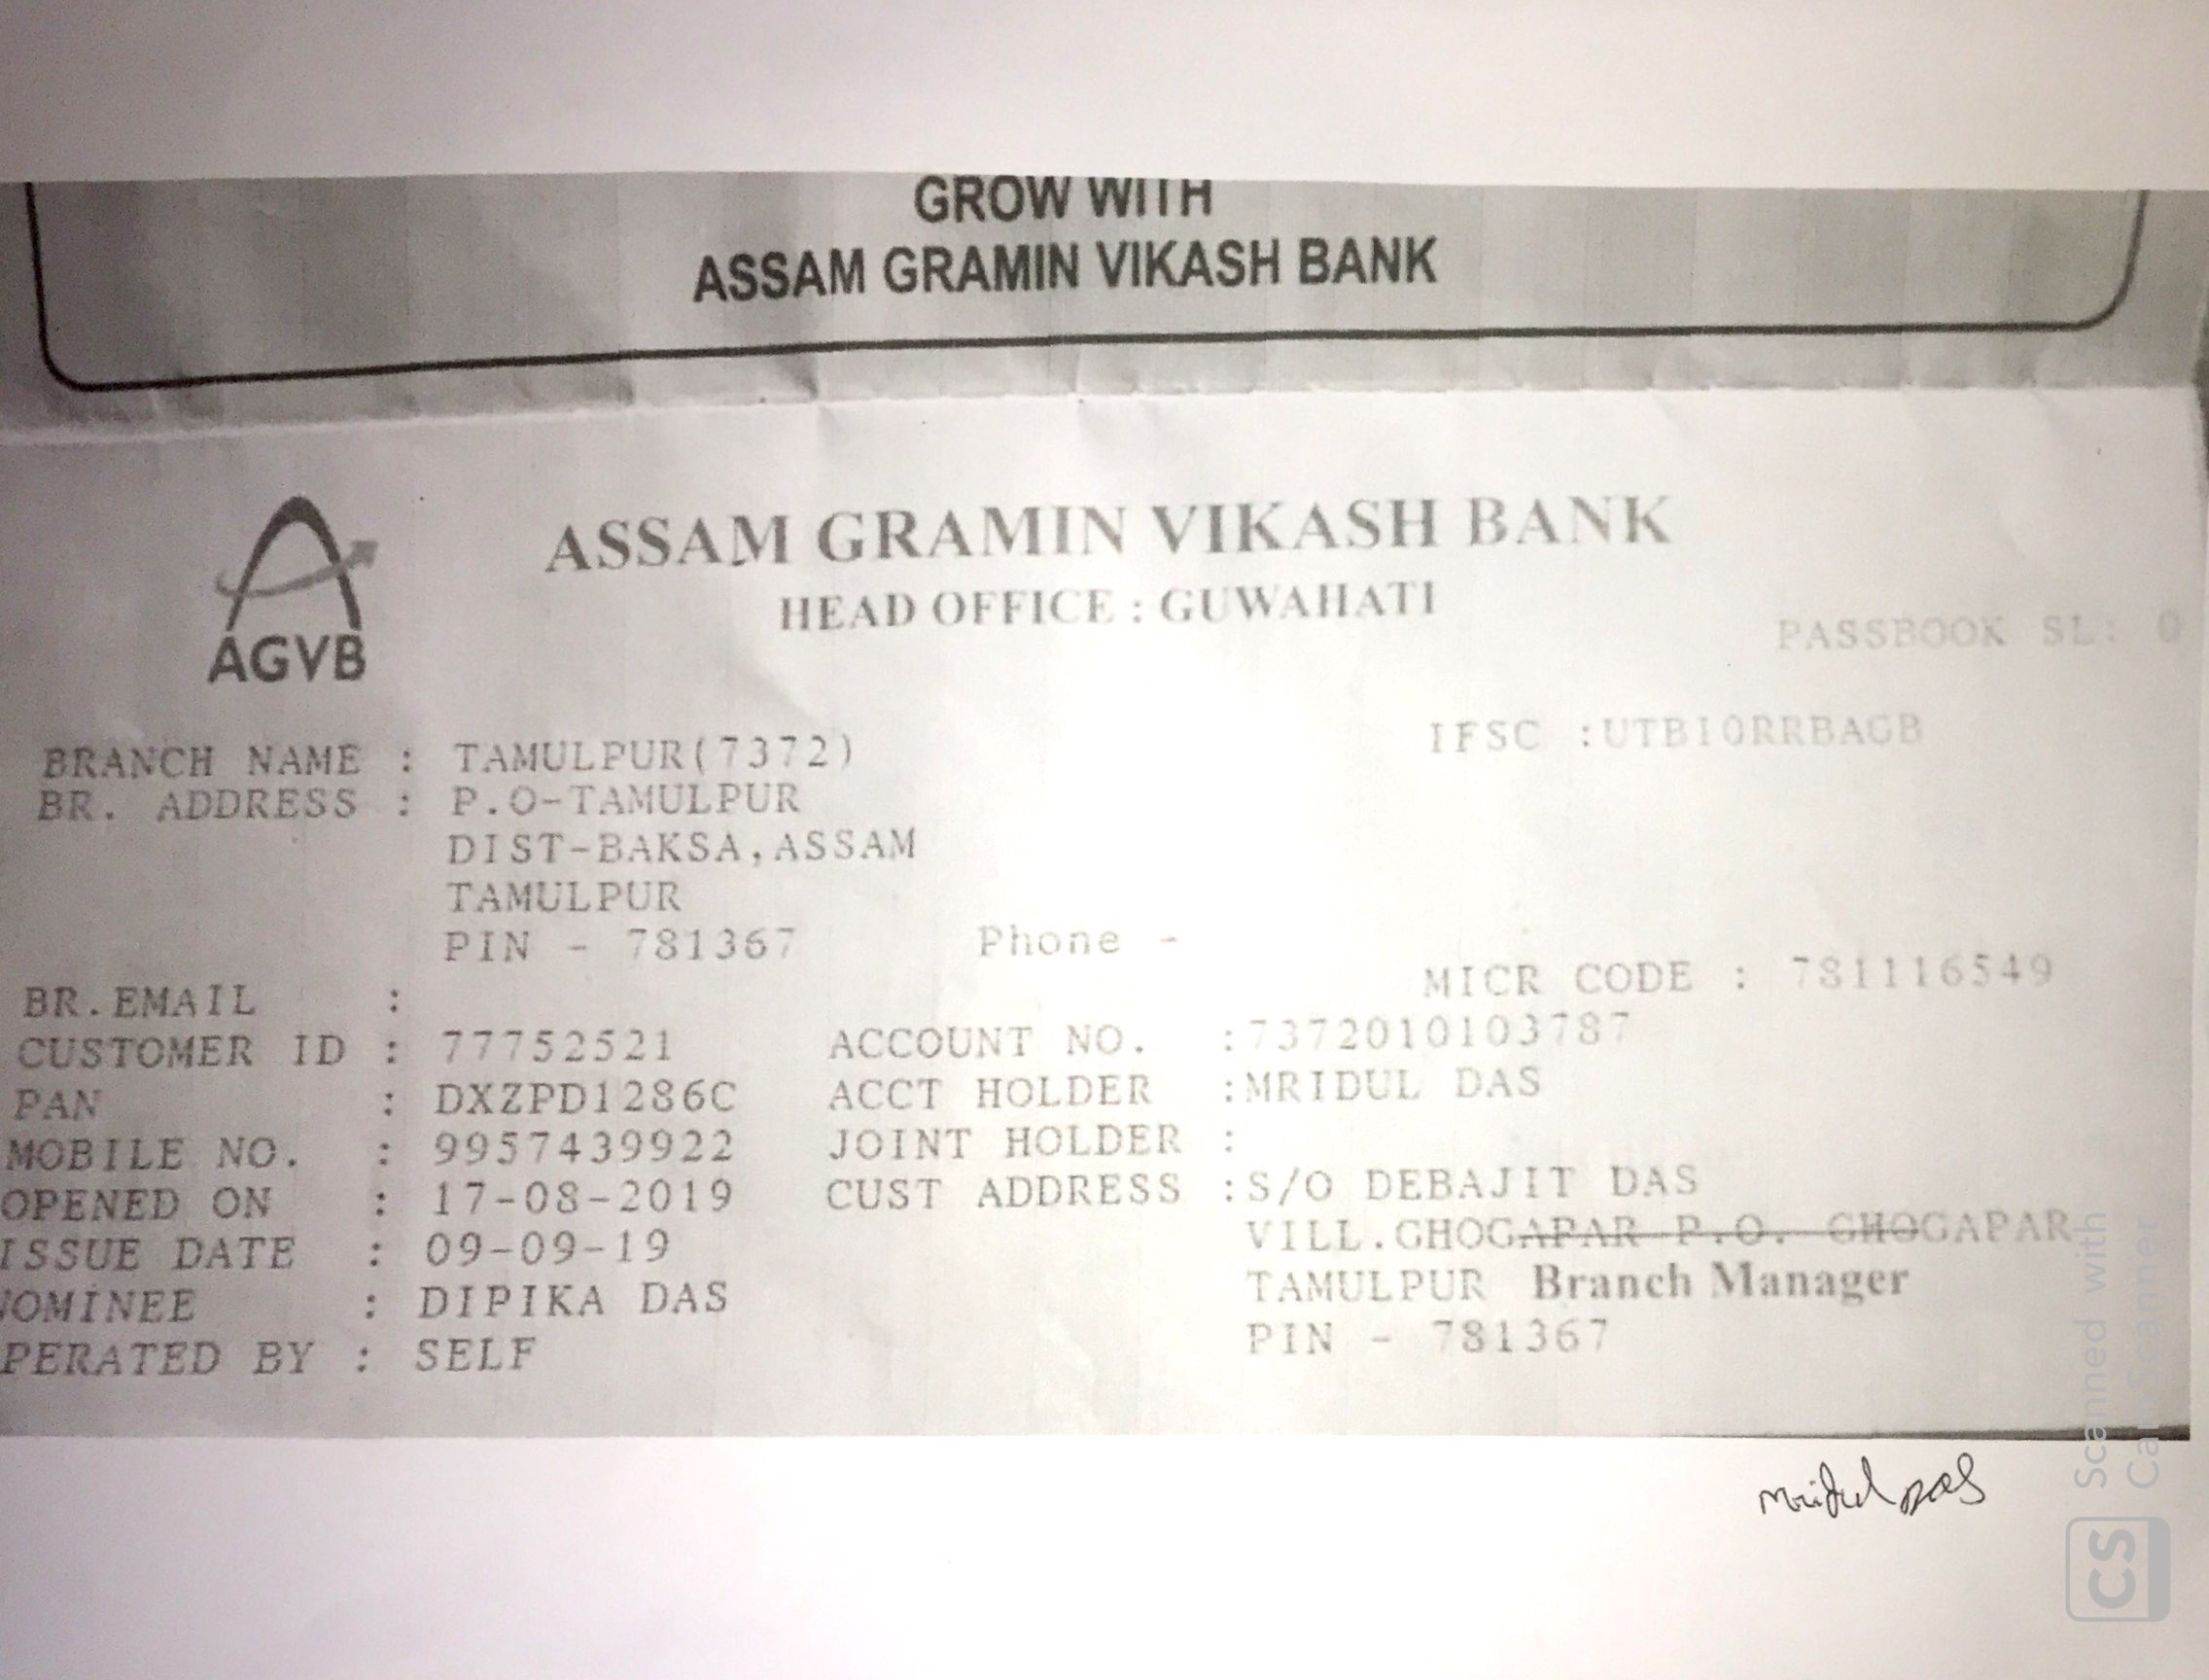 GROW WITH
ASSAM GRAMIN VIKASH BANK
AGVB
ASSAM GRAMIN VIKASH BANK
HEAD OFFICE : GUWAHATI
PASSBOOK SL: 0
IFSC :UTBI0RRBAGB
BRANCH NAME : TAMULPUR(7372)
BR. ADDRESS : P.O-TAMULPUR
DIST-BAKSA,ASSAM
TAMULPUR
PIN - 781367 Phone -
MICR CODE : 781116549
BR.EMAIL :
CUSTOMER ID : 77752521 ACCOUNT NO. :7372010103787
PAN : DXZPD1286C ACCT HOLDER :MRIDUL DAS
MOBILE NO. : 9957439922 JOINT HOLDER :
OPENED ON : 17-08-2019 CUST ADDRESS :S/O DEBAJIT DAS
ISSUE DATE : 09-09-19 VILL.GHOGAPAR P.O. GHOGAPAR
NOMINEE : DIPIKA DAS TAMULPUR Branch Manager
PERATED BY : SELF PIN - 781367
Mridul Das
CS Scanned with
CamScanner